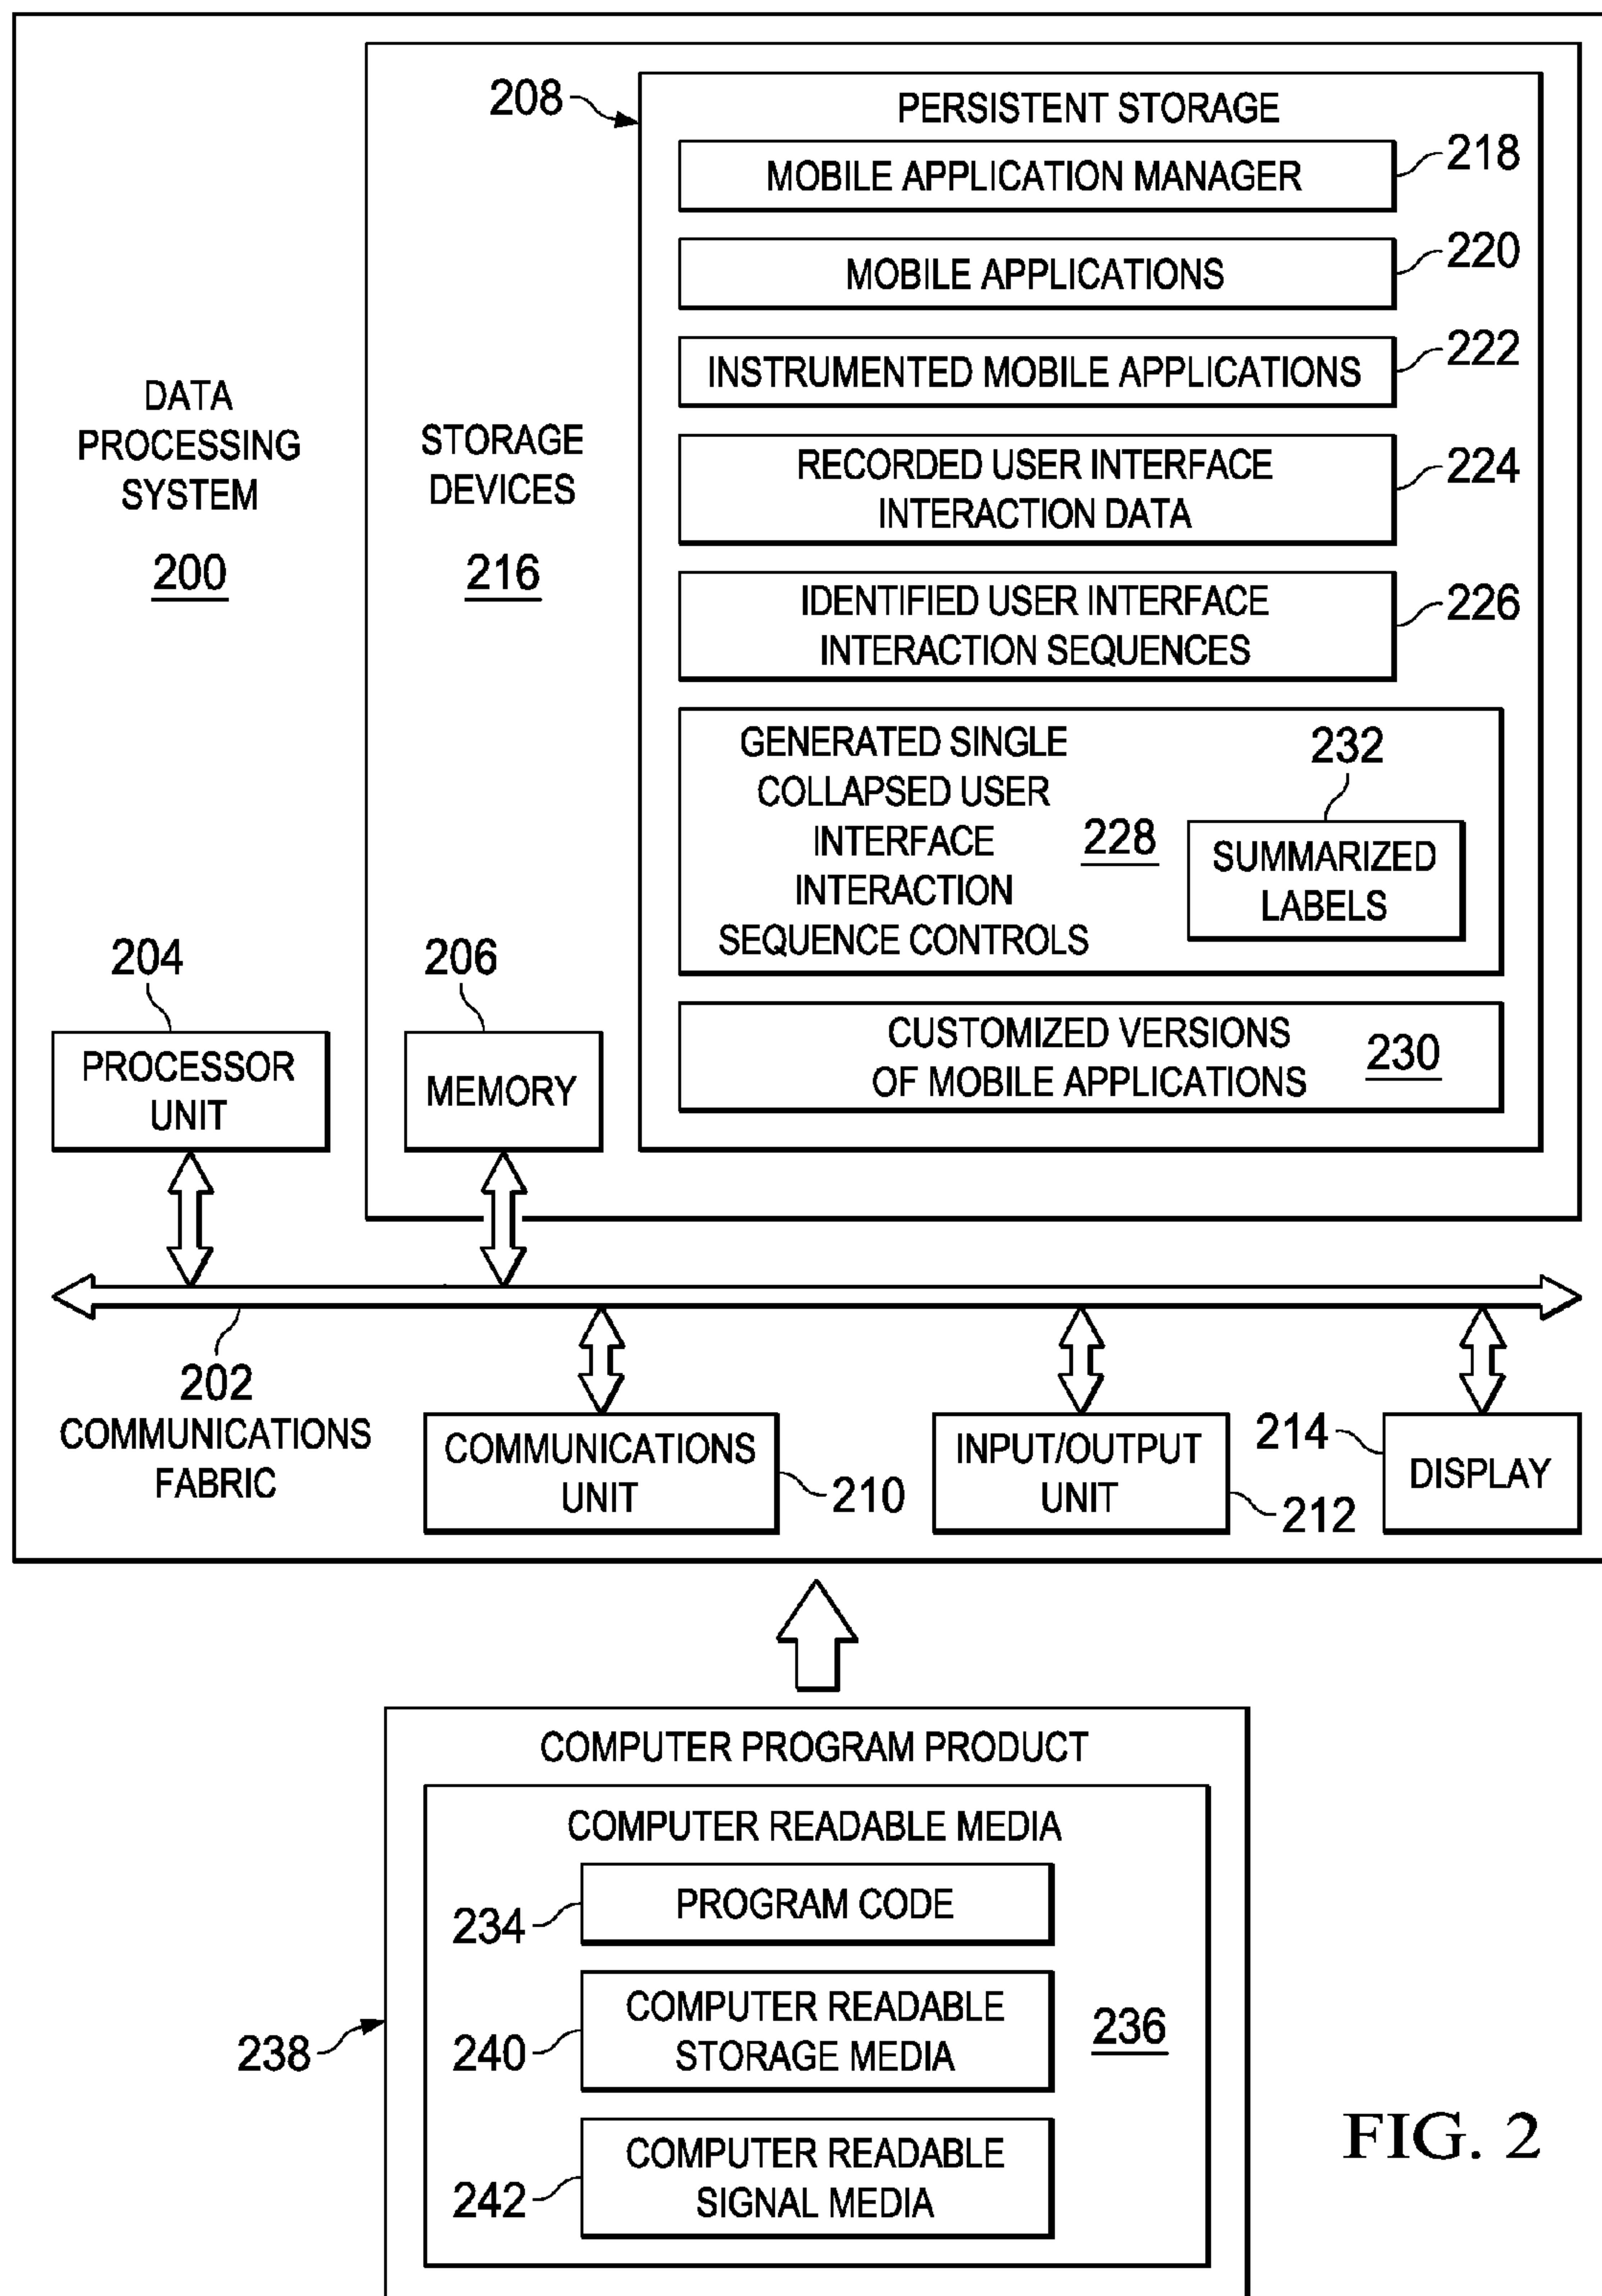 208
PERSISTENT STORAGE
MOBILE APPLICATION MANAGER
218
MOBILE APPLICATIONS
220
INSTRUMENTED MOBILE APPLICATIONS
222
RECORDED USER INTERFACE
INTERACTION DATA
224
IDENTIFIED USER INTERFACE
INTERACTION SEQUENCES
226
GENERATED SINGLE
COLLAPSED USER
INTERFACE
INTERACTION
SEQUENCE CONTROLS
228
232
SUMMARIZED
LABELS
CUSTOMIZED VERSIONS
OF MOBILE APPLICATIONS
230
DATA
PROCESSING
SYSTEM
200
STORAGE
DEVICES
216
204
PROCESSOR
UNIT
206
MEMORY
202
COMMUNICATIONS
FABRIC
COMMUNICATIONS
UNIT
210
INPUT/OUTPUT
UNIT
212
214
DISPLAY
COMPUTER PROGRAM PRODUCT
COMPUTER READABLE MEDIA
234
PROGRAM CODE
238
240
COMPUTER READABLE
STORAGE MEDIA
236
242
COMPUTER READABLE
SIGNAL MEDIA
FIG. 2